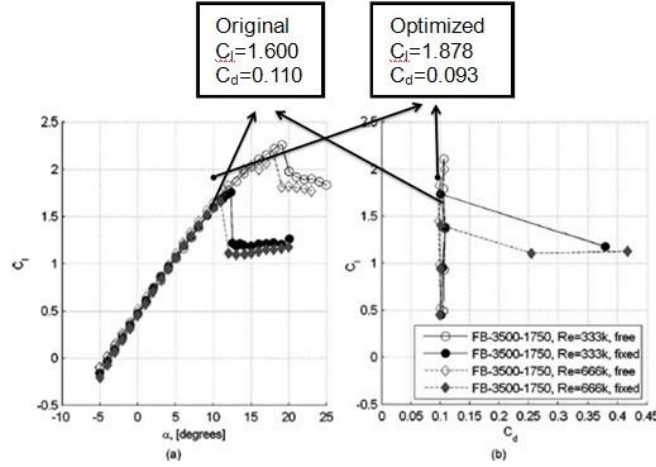 Original
Cl=1.600
Cd=0.110
Optimized
Cl=1.878
Cd=0.093
2.5
2
1.5
1
0.5
0
-0.5
Cl
-10
-5
0
5
10
15
20
25
α, [degrees]
(a)
2.5
2
1.5
1
0.5
0
-0.5
Cl
FB-3500-1750, Re=333k, free
FB-3500-1750, Re=333k, fixed
FB-3500-1750, Re=666k, free
FB-3500-1750, Re=666k, fixed
0
0.05
0.1
0.15
0.2
0.25
0.3
0.35
0.4
0.45
Cd
(b)